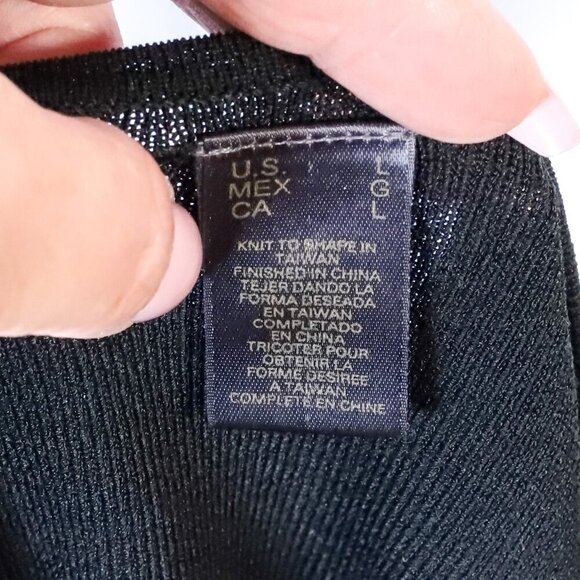 U.S. L
MEX G
CA L
KNIT TO SHAPE IN
TAIWAN
FINISHED IN CHINA
TEJER DANDO LA
FORMA DESEADA
EN TAIWAN
COMPLETADO
EN CHINA
TRICOTER POUR
OBTENIR LA
FORME DESIREE
A TAIWAN
COMPLETE EN CHINE